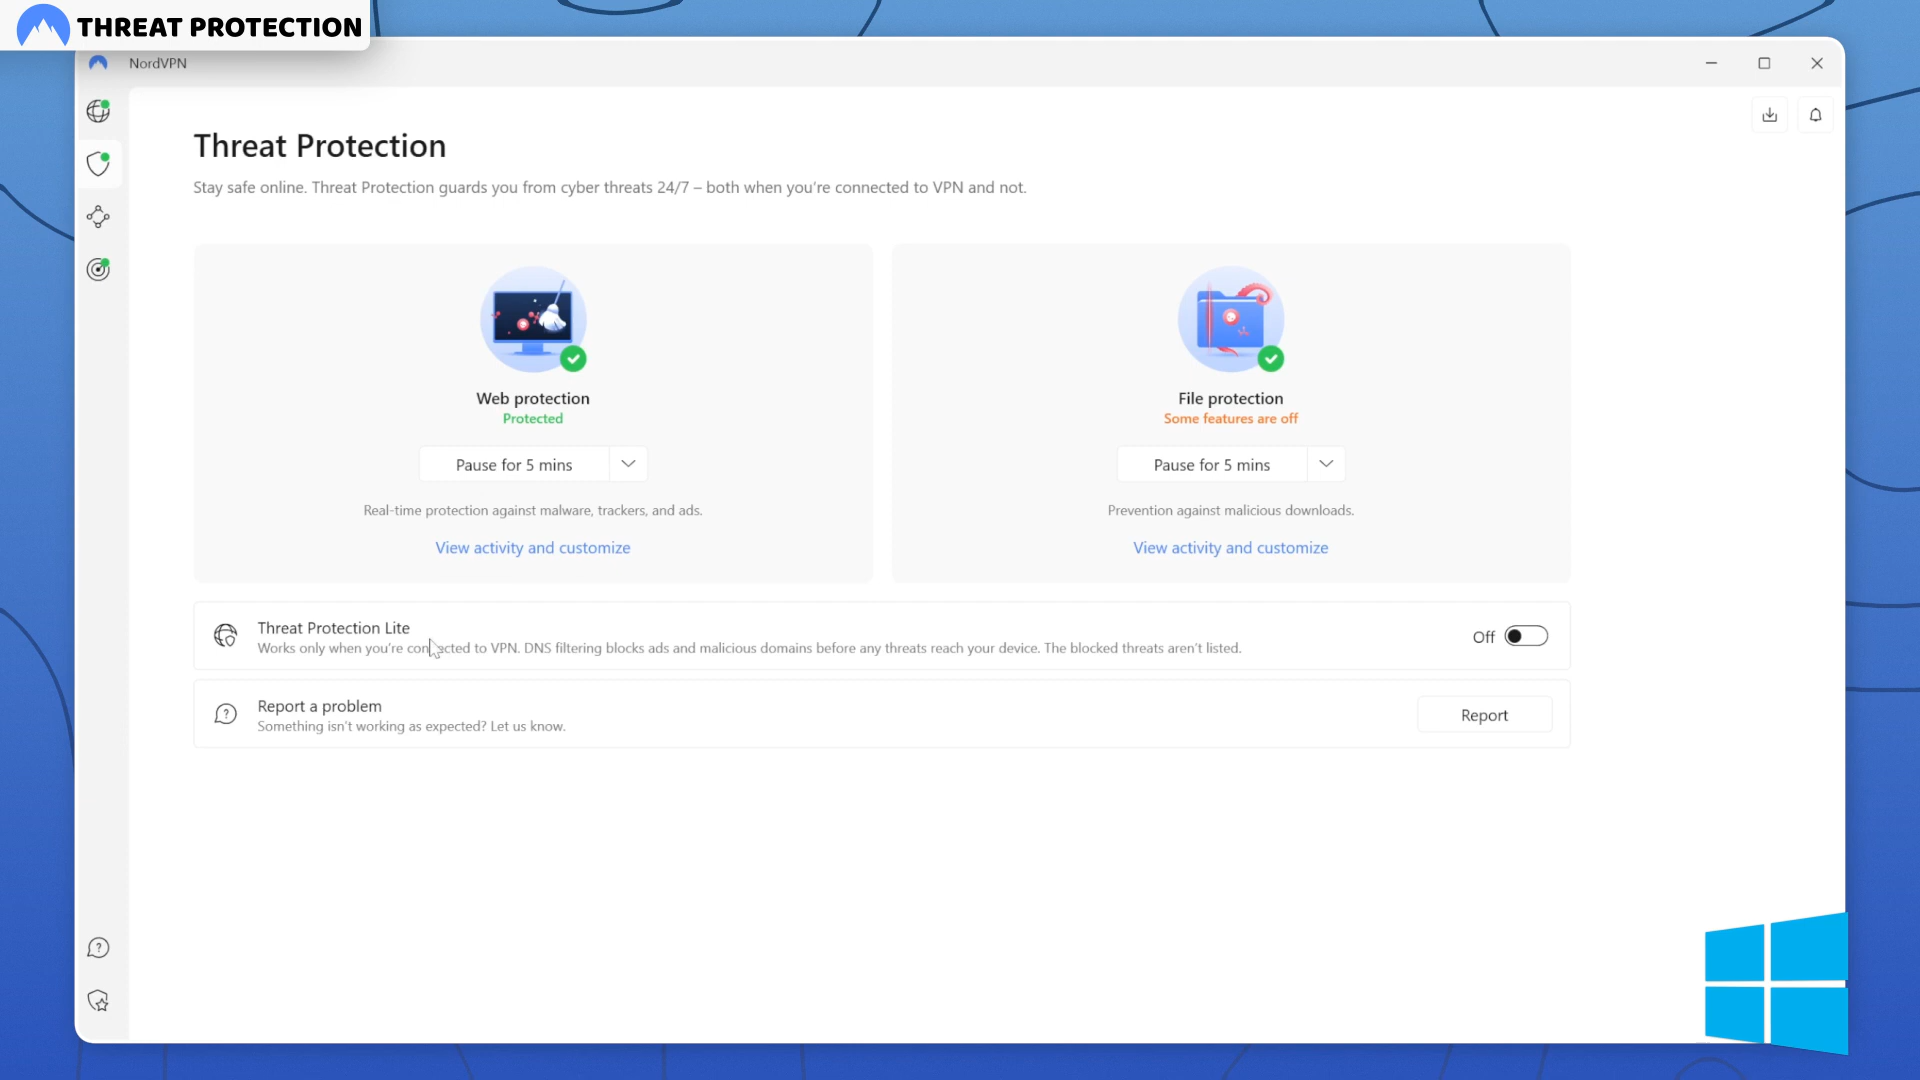 THREAT PROTECTION
NordVPN
Threat Protection
Stay safe online. Threat Protection guards you from cyber threats 24/7 – both when you're connected to VPN and not.
Web protection
Protected
Pause for 5 mins
Real-time protection against malware, trackers, and ads.
View activity and customize
File protection
Some features are off
Pause for 5 mins
Prevention against malicious downloads.
View activity and customize
Threat Protection Lite
Works only when you're connected to VPN. DNS filtering blocks ads and malicious domains before any threats reach your device. The blocked threats aren't listed.
Off
Report a problem
Something isn't working as expected? Let us know.
Report